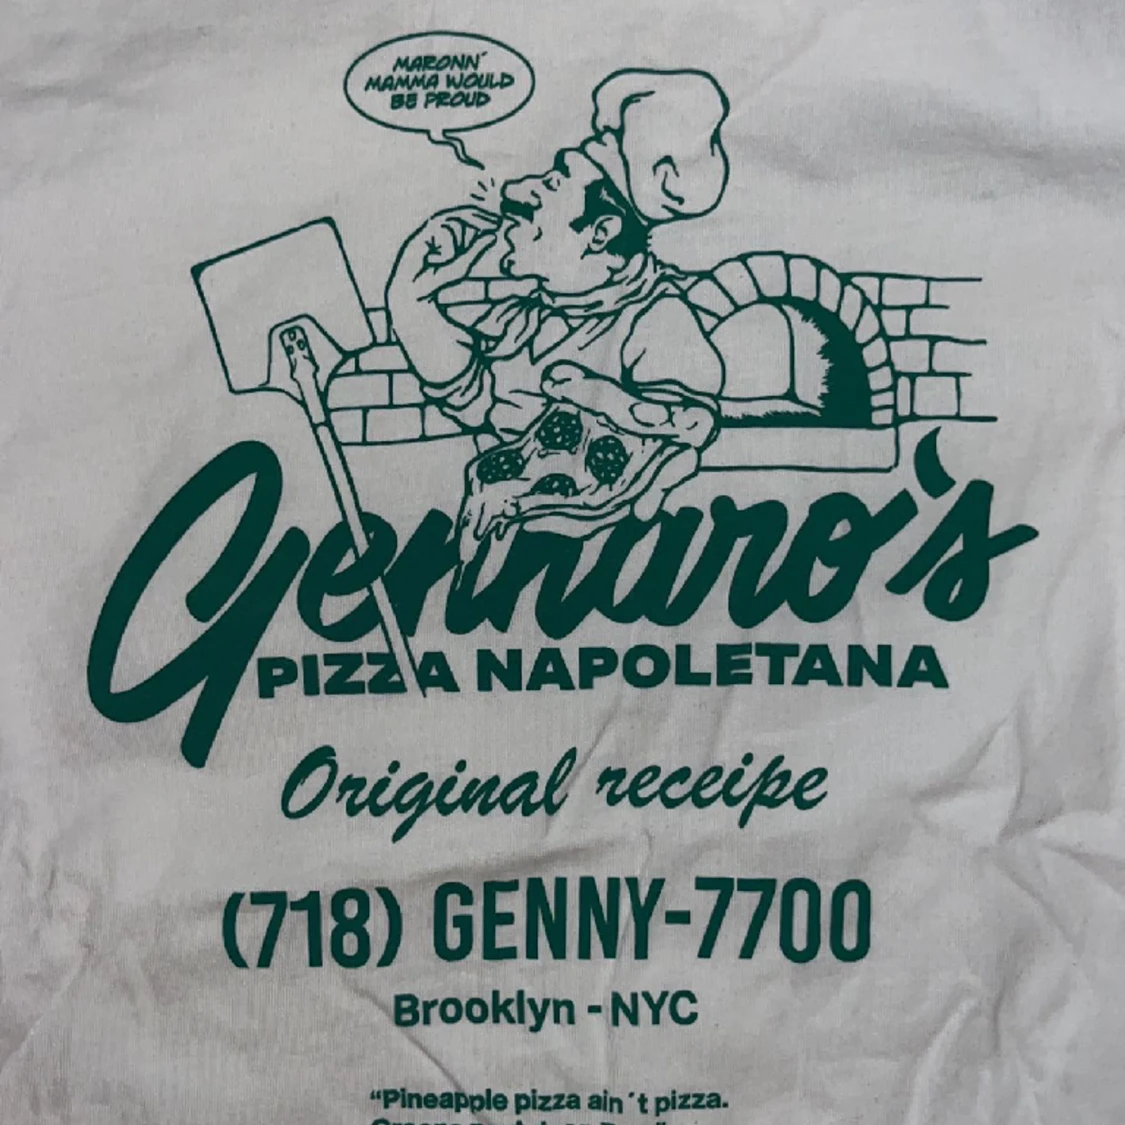 MARONN´
MAMMA WOULD
BE PROUD
Gennaro's
PIZZA NAPOLETANA
Original receipe
(718) GENNY-7700
Brooklyn - NYC
“Pineapple pizza ain´t pizza.